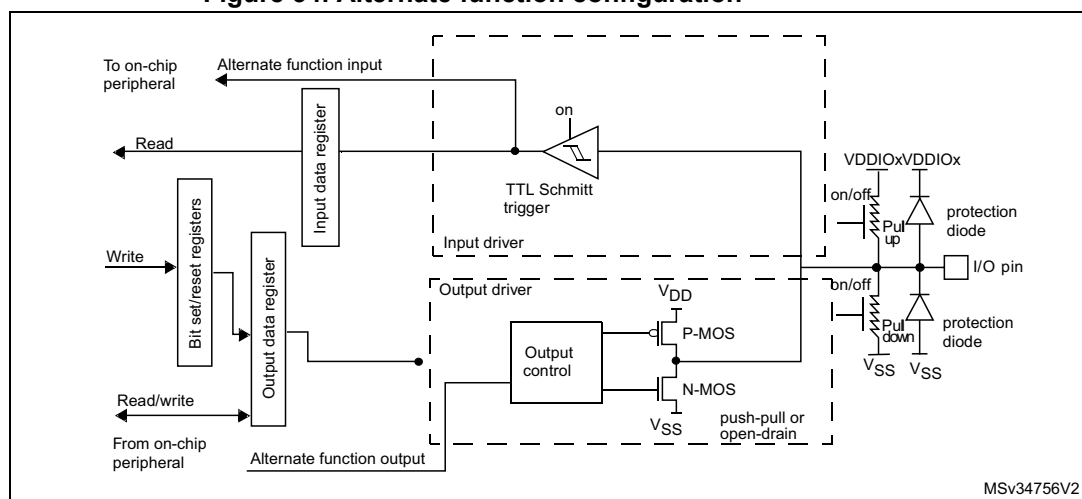 Figure 34. Alternate function configuration
To on-chip
peripheral
Alternate function input
on
Read
Input data register
TTL Schmitt
trigger
Input driver
VDDIOx
VDDIOx
on/off
Pull
up
protection
diode
Write
Bit set/reset registers
Output data register
I/O pin
Output driver
on/off
Pull
down
protection
diode
VSS
VSS
VDD
P-MOS
Output
control
N-MOS
VSS
push-pull or
open-drain
Read/write
From on-chip
peripheral
Alternate function output
MSv34756V2